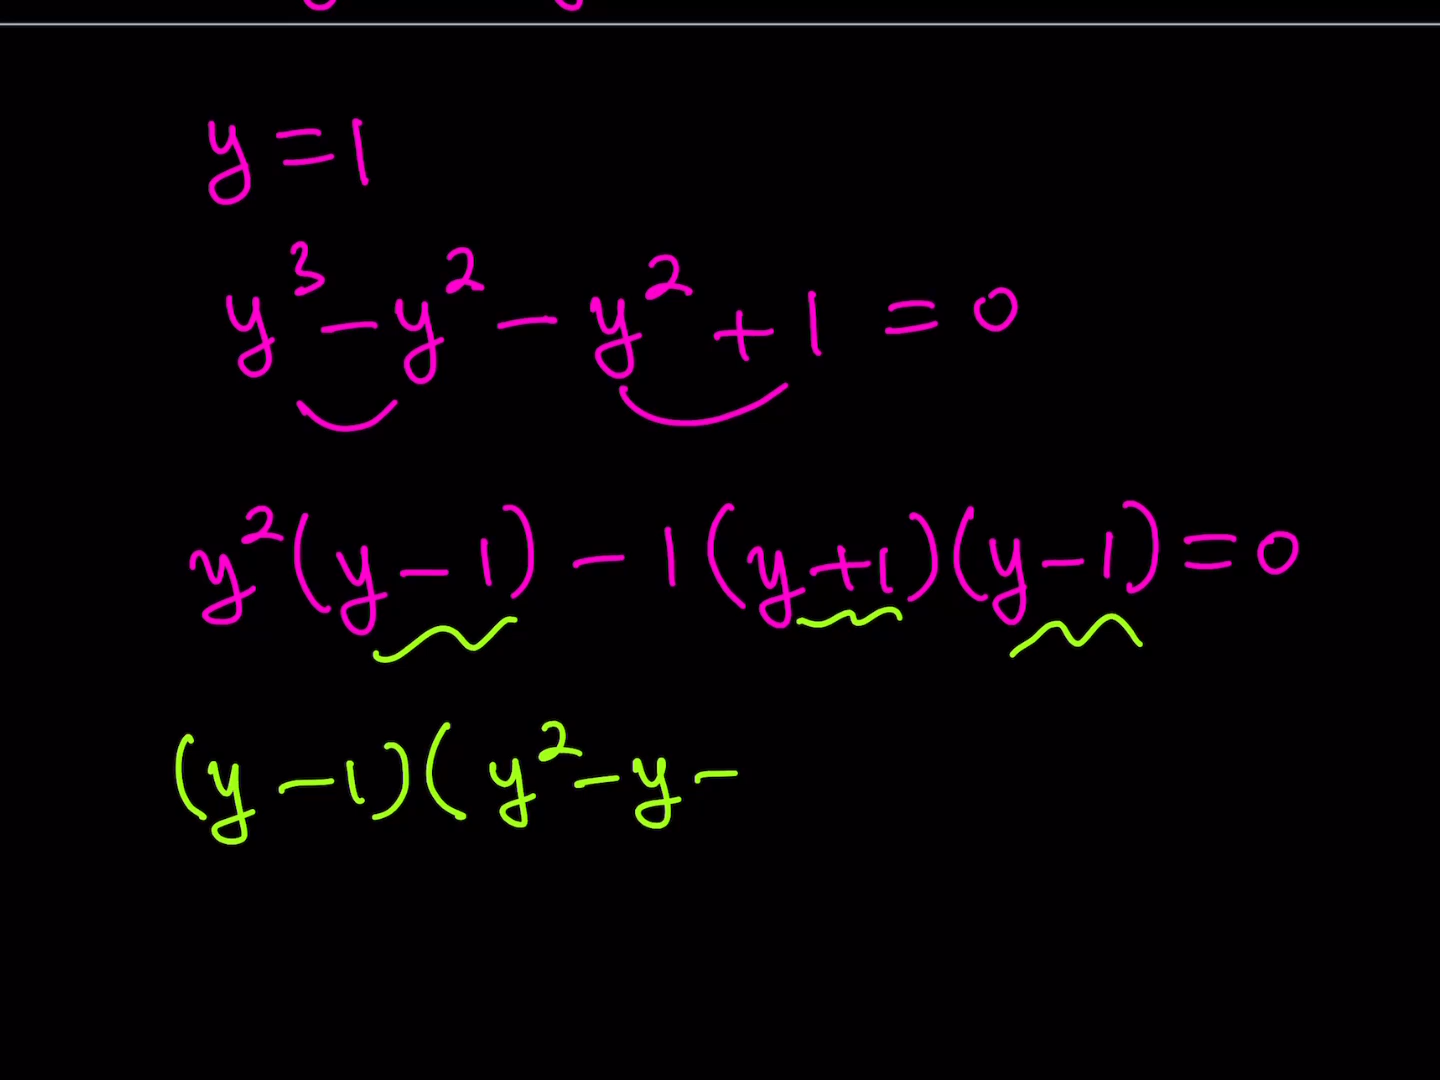 y = 1
y³ - y² - y² + 1 = 0
y²(y - 1) - 1(y + 1)(y - 1) = 0
(y - 1)(y² - y -